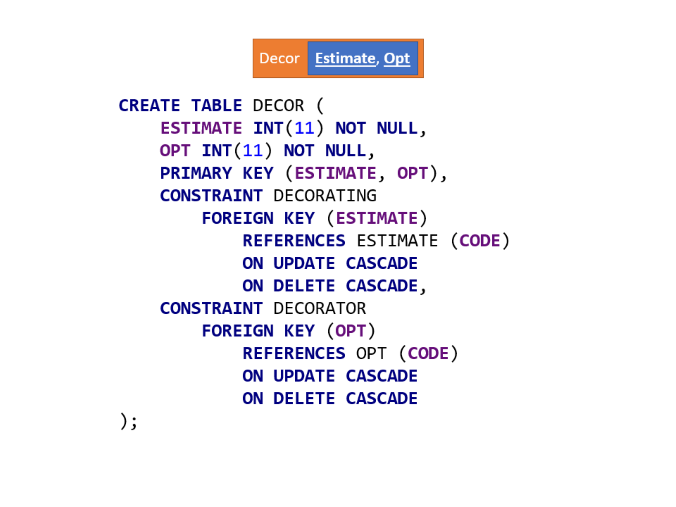 Decor Estimate, Opt
CREATE TABLE DECOR (
    ESTIMATE INT(11) NOT NULL,
    OPT INT(11) NOT NULL,
    PRIMARY KEY (ESTIMATE, OPT),
    CONSTRAINT DECORATING
        FOREIGN KEY (ESTIMATE)
            REFERENCES ESTIMATE (CODE)
            ON UPDATE CASCADE
            ON DELETE CASCADE,
    CONSTRAINT DECORATOR
        FOREIGN KEY (OPT)
            REFERENCES OPT (CODE)
            ON UPDATE CASCADE
            ON DELETE CASCADE
);